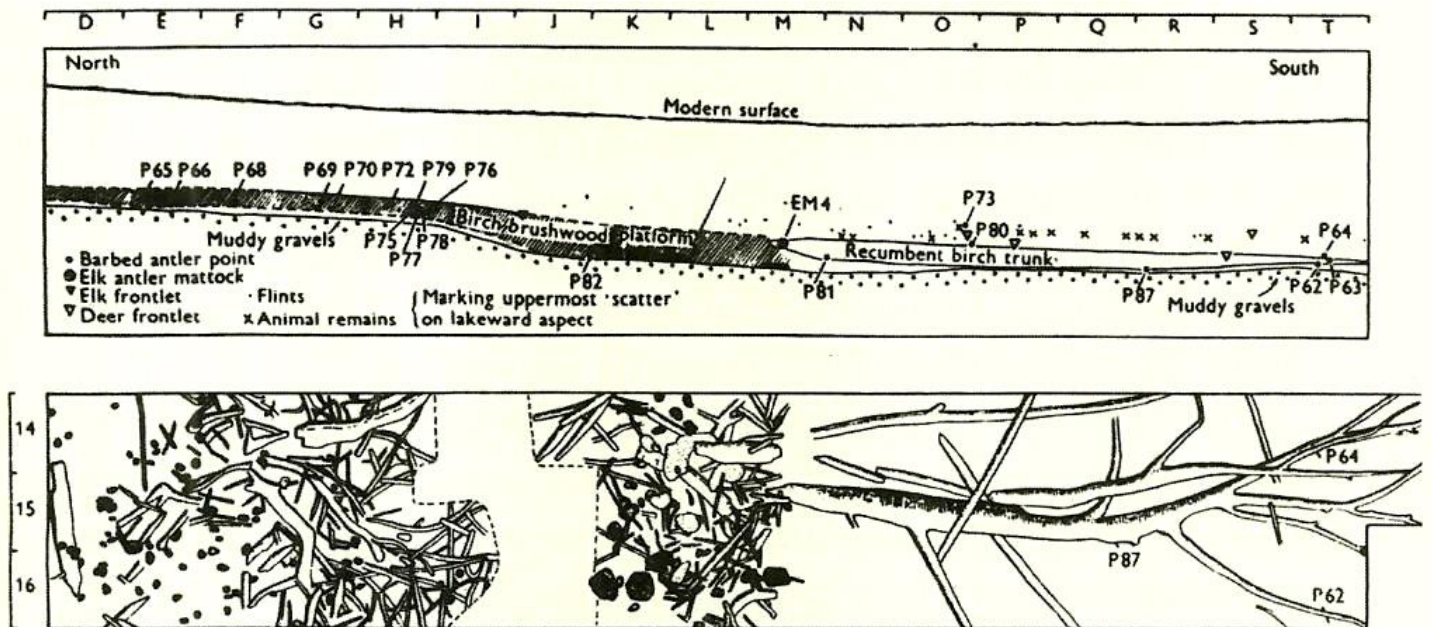 D E F G H I J K L M N O P Q R S T
North South
Modern surface
P65 P66 P68 P69 P70 P72 P79 P76
EM4 P73
P80
P64
Birch brushwood platform
Recumbent birch trunk
Muddy gravels
P75 P78
P77
P82
P81
P87
P62 P63
Muddy gravels
Barbed antler point
Elk antler mattock
Elk frontlet
Deer frontlet
Flints
Animal remains
Marking uppermost 'scatter'
on lakeward aspect
14
15
16
P64
P87
P62